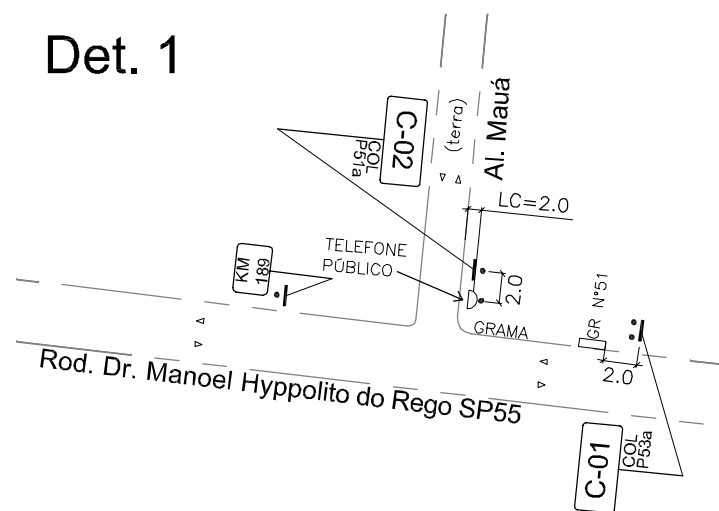 Det. 1
C-02
COL
P51a
(terra)
Al. Mauá
LC=2.0
TELEFONE
PÚBLICO
KM
189
2.0
GRAMA
GR N°51
2.0
Rod. Dr. Manoel Hyppolito do Rego SP55
C-01
COL
P53a